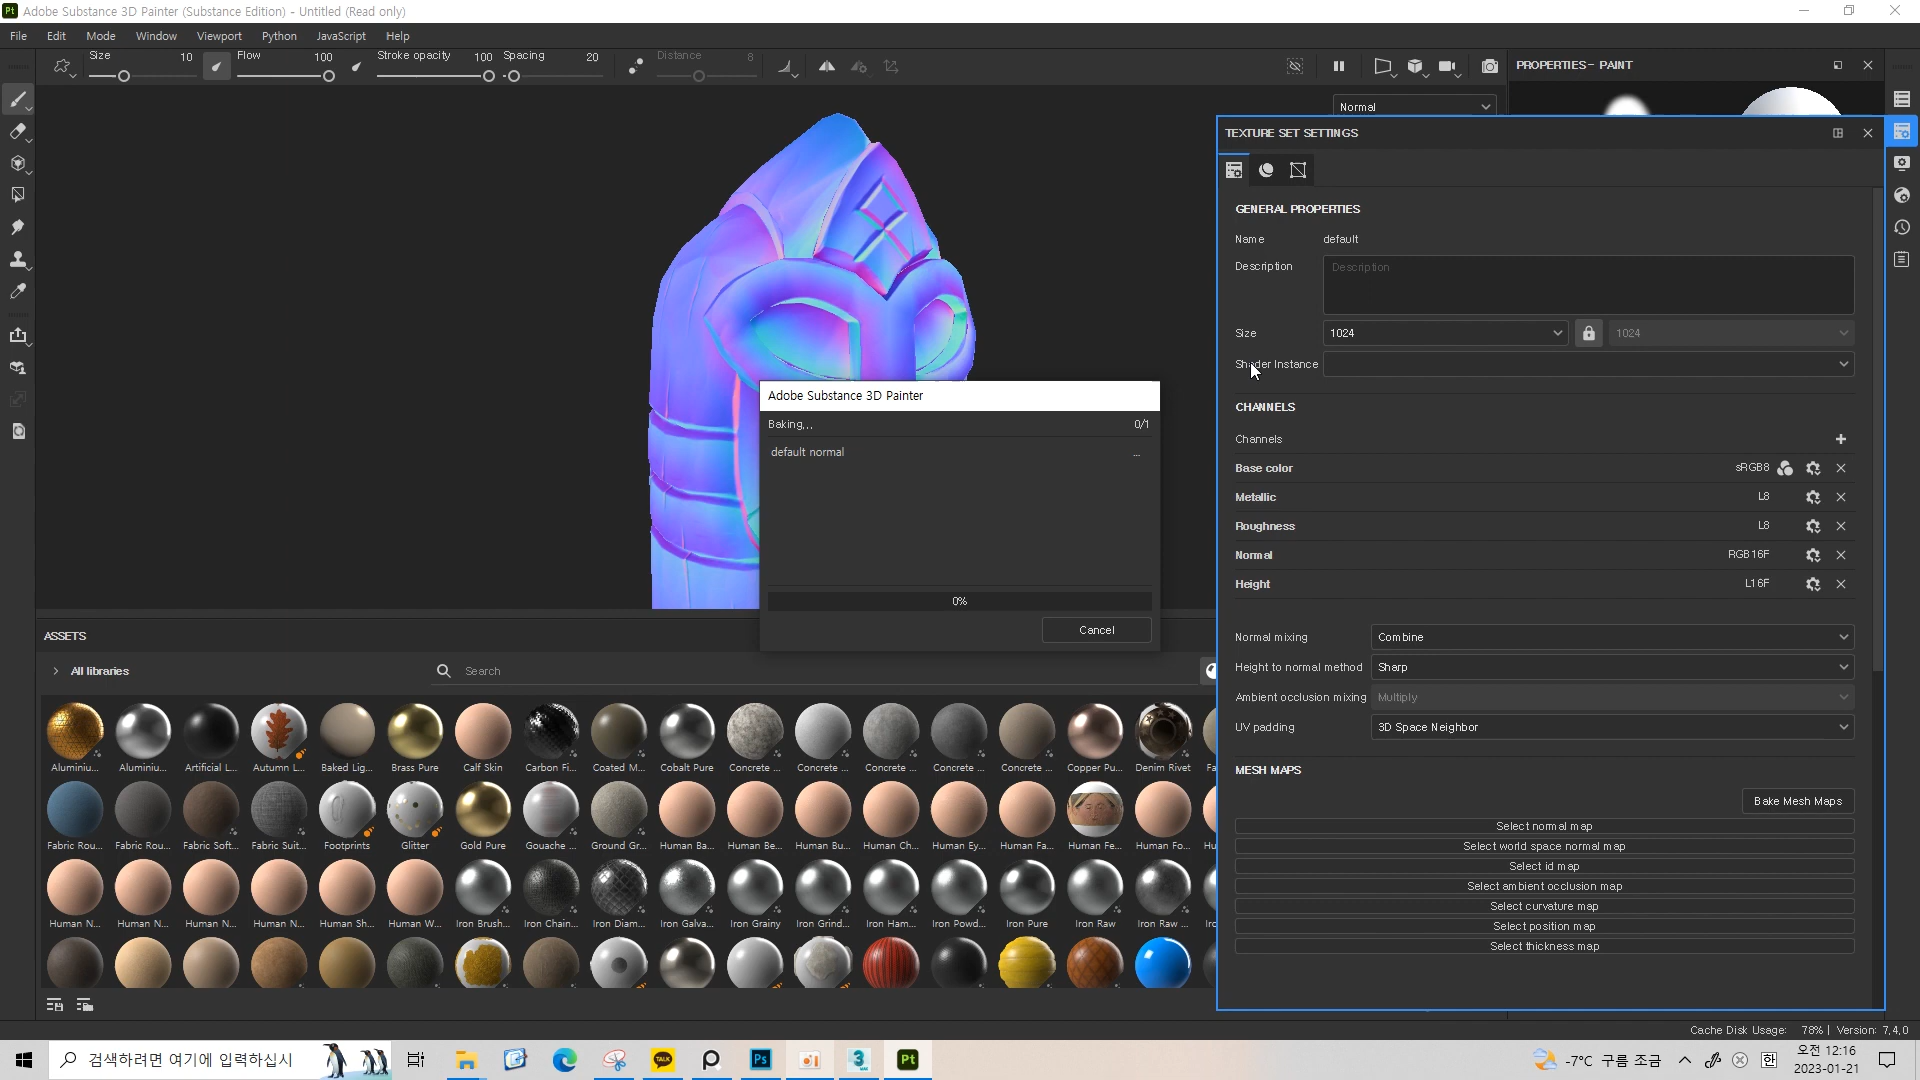 Adobe Substance 3D Painter (Substance Edition) - Untitled (Read only)
File Edit Mode Window Viewport Python JavaScript Help
Size 10 Flow 100 Stroke opacity 100 Spacing 20 Distance 8
PROPERTIES - PAINT
Normal
TEXTURE SET SETTINGS
GENERAL PROPERTIES
Name default
Description Description
Size 1024 1024
Shader Instance
CHANNELS
Channels
Base color sRGB8
Metallic L8
Roughness L8
Normal RGB16F
Height L16F
Normal mixing Combine
Height to normal method Sharp
Ambient occlusion mixing Multiply
UV padding 3D Space Neighbor
MESH MAPS
Bake Mesh Maps
Select normal map
Select world space normal map
Select id map
Select ambient occlusion map
Select curvature map
Select position map
Select thickness map
Adobe Substance 3D Painter
Baking... 0/1
default normal ...
0%
Cancel
ASSETS
All libraries Search
Aluminiu... Aluminiu... Artificial L... Autumn L... Baked Lig... Brass Pure Calf Skin Carbon Fi... Coated M... Cobalt Pure Concrete ... Concrete ... Concrete ... Concrete ... Concrete ... Copper Pu... Denim Rivet Fa
Fabric Rou... Fabric Rou... Fabric Soft... Fabric Suit... Footprints Glitter Gold Pure Gouache ... Ground Gr... Human Ba... Human Be... Human Bu... Human Ch... Human Ey... Human Fa... Human Fe... Human Fo... Hu
Human N... Human N... Human N... Human N... Human Sh... Human W... Iron Brush... Iron Chain... Iron Diam... Iron Galva... Iron Grainy Iron Grind... Iron Ham... Iron Powd... Iron Pure Iron Raw Iron Raw ... Iro
Cache Disk Usage: 78% | Version: 7.4.0
검색하려면 여기에 입력하십시 TALK Ps 3 MAX Pt -7°C 구름 조금 한 오전 12:16
2023-01-21